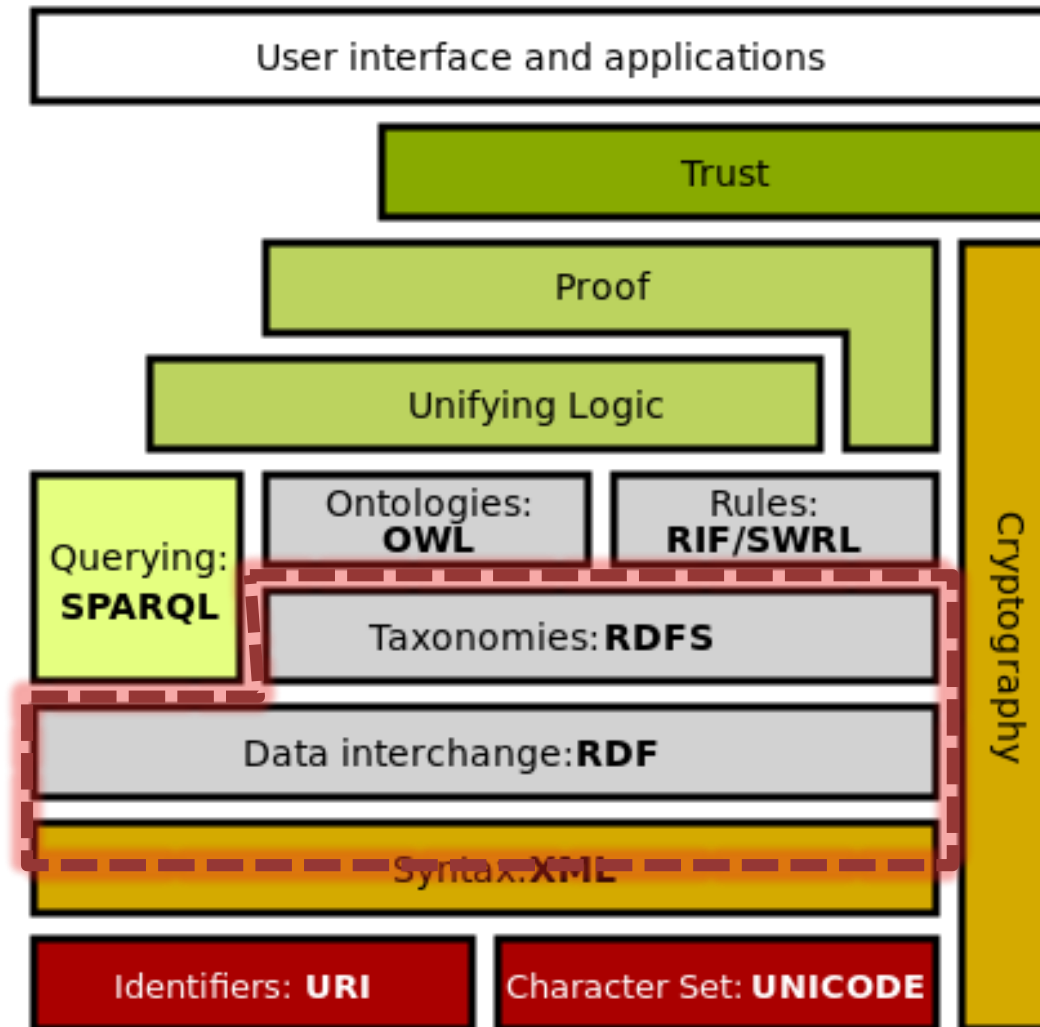 User interface and applications
Trust
Proof
Unifying Logic
Querying:
SPARQL
Ontologies:
OWL
Rules:
RIF/SWRL
Taxonomies: RDFS
Data interchange: RDF
Syntax: XML
Identifiers: URI
Character Set: UNICODE
Cryptography